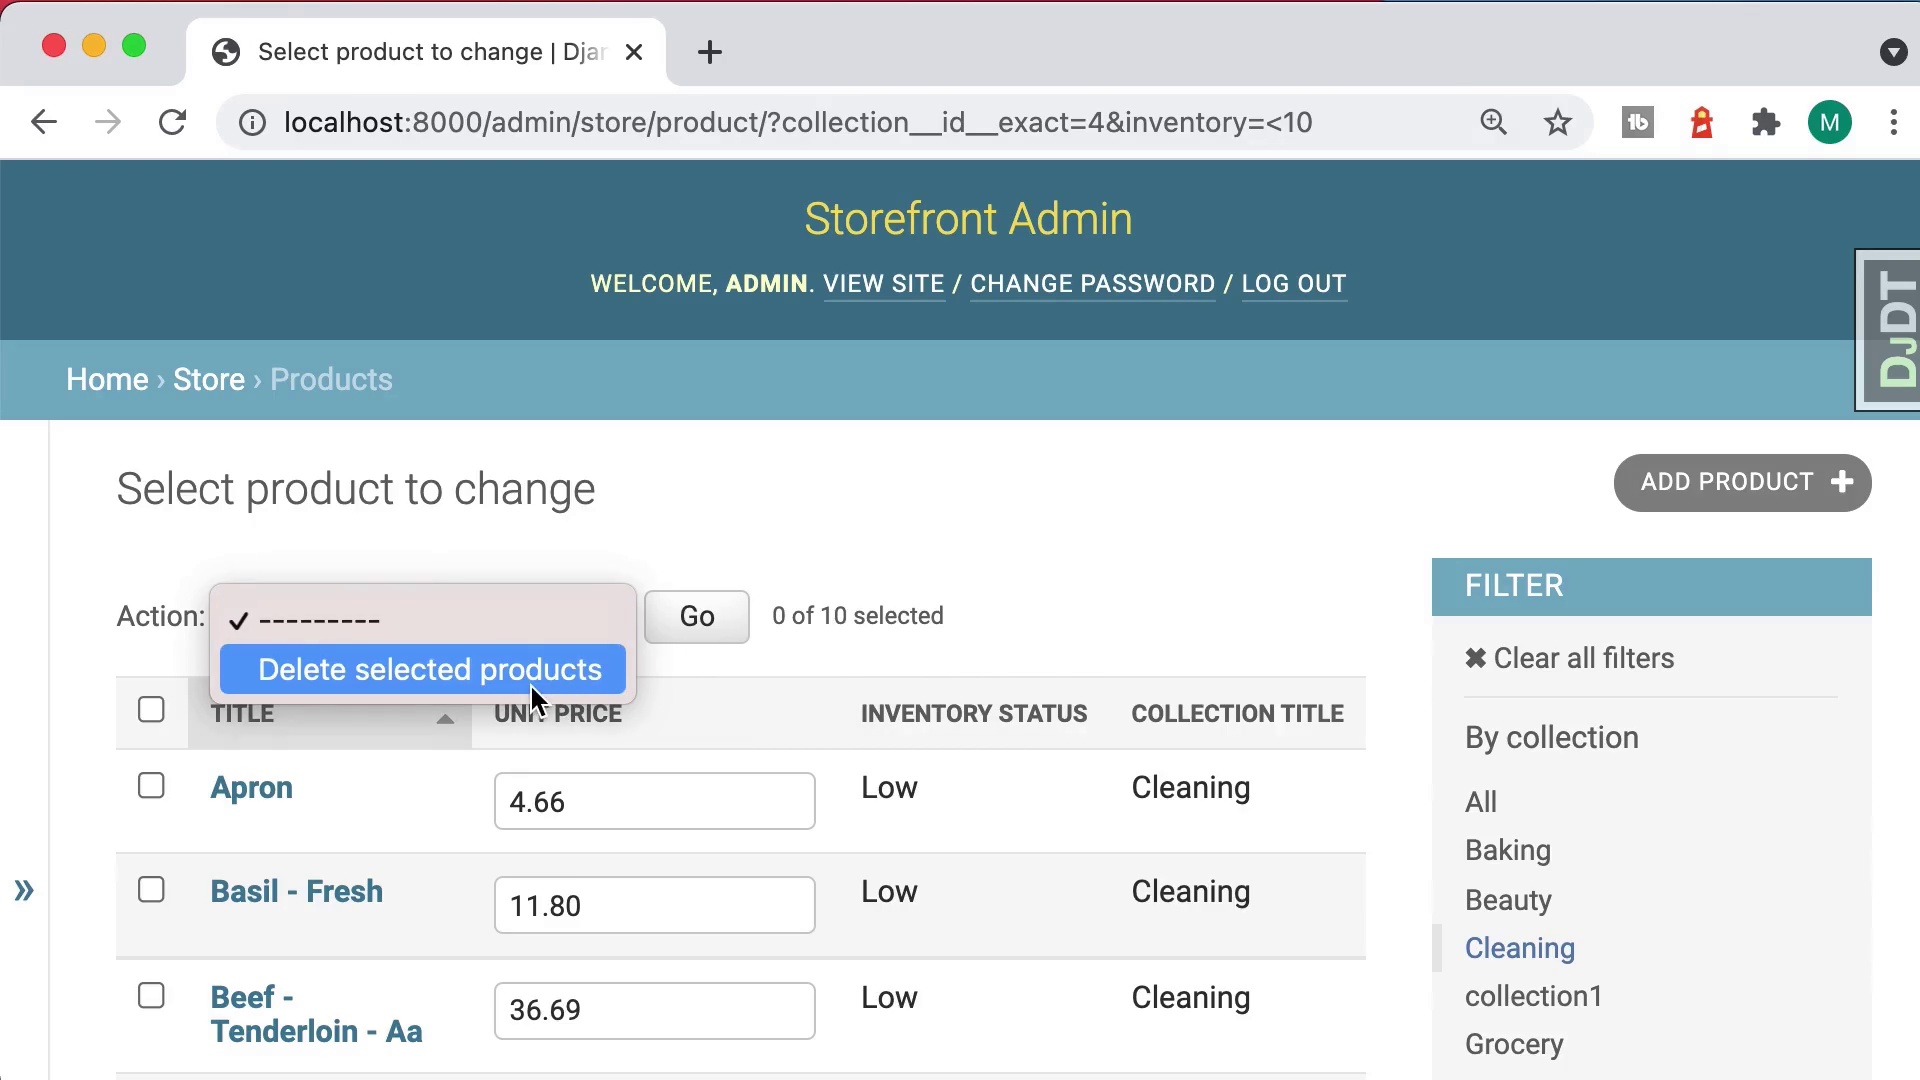 Select product to change | Djan
localhost:8000/admin/store/product/?collection__id__exact=4&inventory=<10
M
Storefront Admin
WELCOME, ADMIN. VIEW SITE / CHANGE PASSWORD / LOG OUT
DJDT
Home › Store › Products
Select product to change
ADD PRODUCT +
Action:
✓ ---------
Delete selected products
Go
0 of 10 selected
TITLE UNIT PRICE INVENTORY STATUS COLLECTION TITLE
Apron 4.66 Low Cleaning
Basil - Fresh 11.80 Low Cleaning
Beef - 36.69 Low Cleaning
Tenderloin - Aa
»
FILTER
✖ Clear all filters
By collection
All
Baking
Beauty
Cleaning
collection1
Grocery